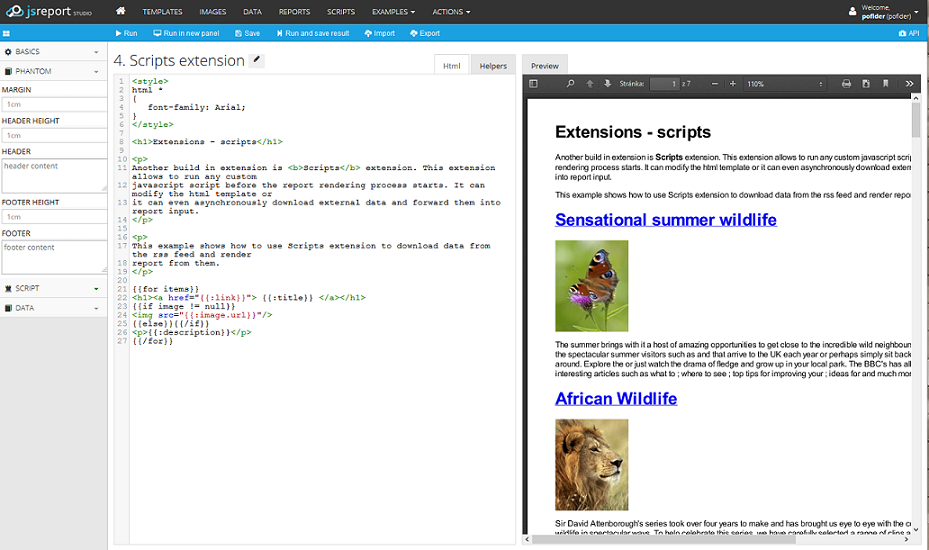 jsreport STUDIO TEMPLATES IMAGES DATA REPORTS SCRIPTS EXAMPLES ACTIONS Welcome, pofider (pofider)
Run Run in new panel Save Run and save result Import Export API
BASICS
PHANTOM
MARGIN
1cm
HEADER HEIGHT
1cm
HEADER
header content
FOOTER HEIGHT
1cm
FOOTER
footer content
SCRIPT
DATA
4. Scripts extension
Html Helpers
1 <style>
2 html *
3 {
4 font-family: Arial;
5 }
6 </style>
7
8 <h1>Extensions - scripts</h1>
9
10 <p>
11 Another build in extension is <b>Scripts</b> extension. This extension
allows to run any custom
12 javascript script before the report rendering process starts. It can
modify the html template or
13 it can even asynchronously download external data and forward them into
report input.
14 </p>
15
16 <p>
17 This example shows how to use Scripts extension to download data from
the rss feed and render
18 report from them.
19 </p>
20
21 {{for items}}
22 <h1><a href="{{:link}}"> {{:title}} </a></h1>
23 {{if image != null}}
24 <img src="{{:image.url}}"/>
25 {{else}}{{/if}}
26 <p>{{:description}}</p>
27 {{/for}}
Preview
Stránka: 1 z 7 110%
Extensions - scripts
Another build in extension is Scripts extension. This extension allows to run any custom javascript scrip
rendering process starts. It can modify the html template or it can even asynchronously download extern
into report input.
This example shows how to use Scripts extension to download data from the rss feed and render repor
Sensational summer wildlife
The summer brings with it a host of amazing opportunities to get close to the incredible wild neighbour
the spectacular summer visitors such as and that arrive to the UK each year or perhaps simply sit back
around. Explore the or just watch the drama of fledge and grow up in your local park. The BBC's has all
interesting articles such as what to ; where to see ; top tips for improving your ; ideas for and much mor
African Wildlife
Sir David Attenborough's series took over four years to make and has brought us eye to eye with the
wildlife in spectacular ways. To help celebrate this series, we have carefully selected a range of clips